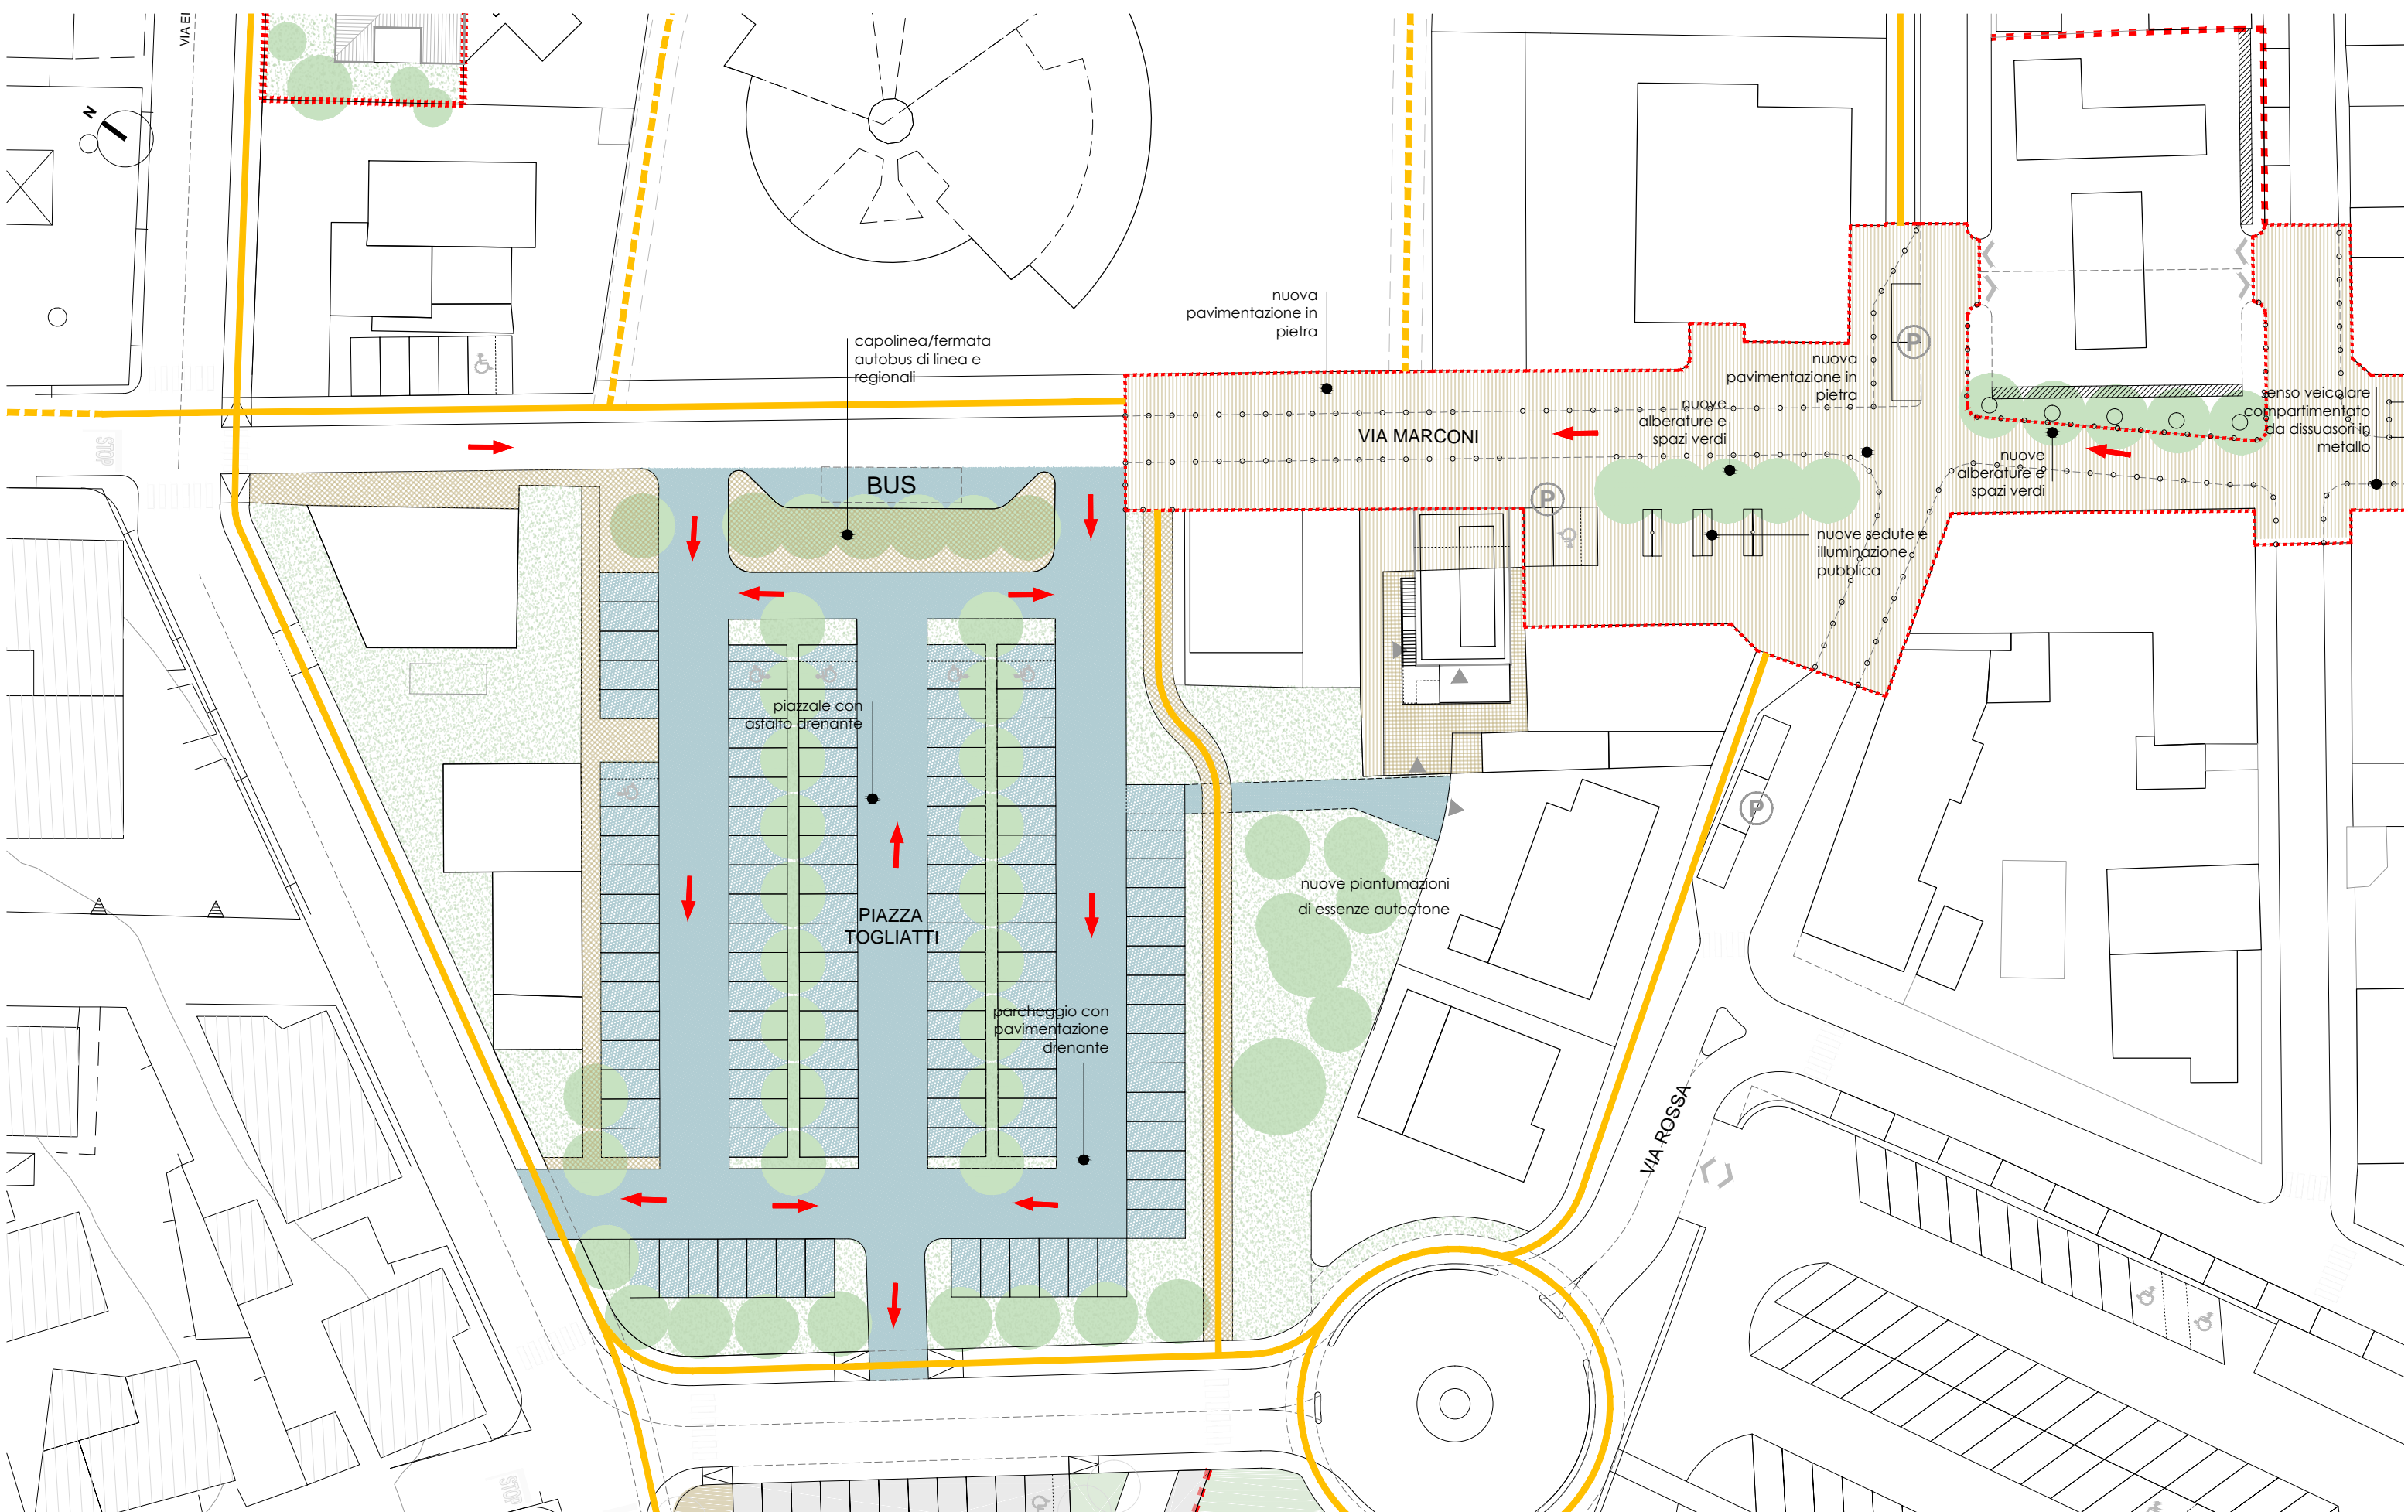 VIA EI
N
STOP
capolinea/fermata
autobus di linea e
regionali
nuova
pavimentazione in
pietra
VIA MARCONI
nuova
pavimentazione in
pietra
nuove
alberature e
spazi verdi
P
senso veicolare
compartimentato
da dissuasori in
metallo
nuove
alberature e
spazi verdi
BUS
P
nuove sedute e
illuminazione
pubblica
piazzale con
asfalto drenante
P
nuove piantumazioni
di essenze autoctone
PIAZZA
TOGLIATTI
parcheggio con
pavimentazione
drenante
VIA ROSSA
STOP